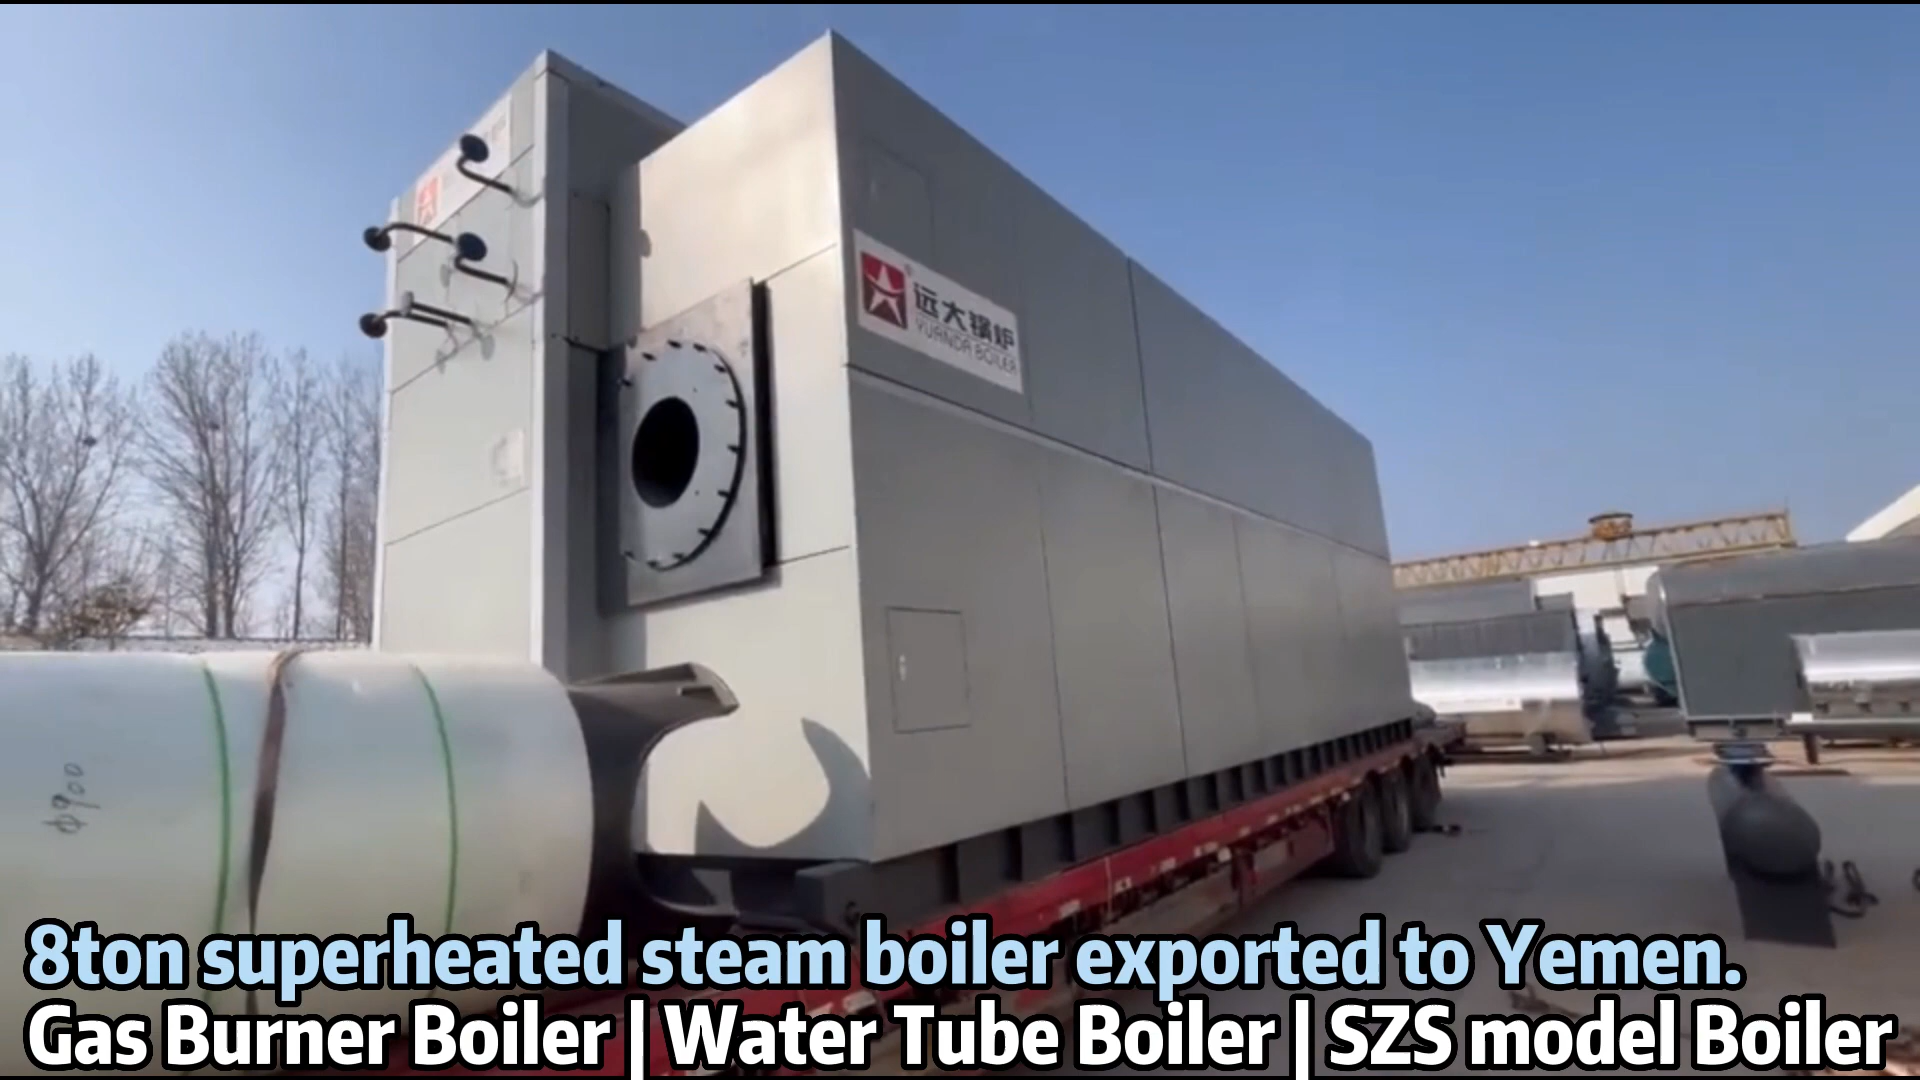 远大锅炉
YUANDA BOILER
Φ900
8ton superheated steam boiler exported to Yemen.
Gas Burner Boiler | Water Tube Boiler | SZS model Boiler